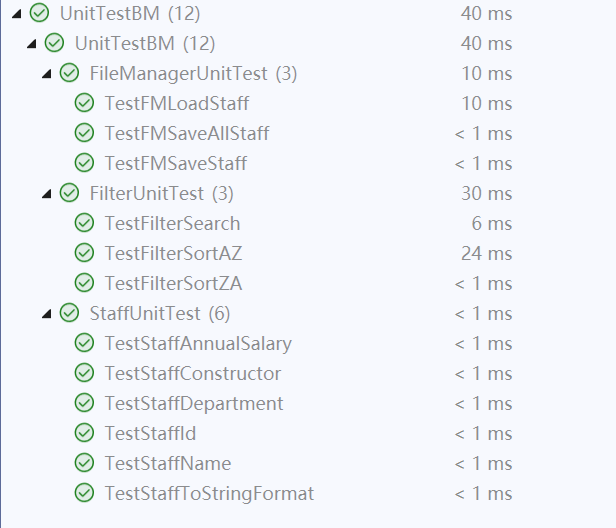 UnitTestBM (12) 40 ms
UnitTestBM (12) 40 ms
FileManagerUnitTest (3) 10 ms
TestFMLoadStaff 10 ms
TestFMSaveAllStaff < 1 ms
TestFMSaveStaff < 1 ms
FilterUnitTest (3) 30 ms
TestFilterSearch 6 ms
TestFilterSortAZ 24 ms
TestFilterSortZA < 1 ms
StaffUnitTest (6) < 1 ms
TestStaffAnnualSalary < 1 ms
TestStaffConstructor < 1 ms
TestStaffDepartment < 1 ms
TestStaffId < 1 ms
TestStaffName < 1 ms
TestStaffToStringFormat < 1 ms